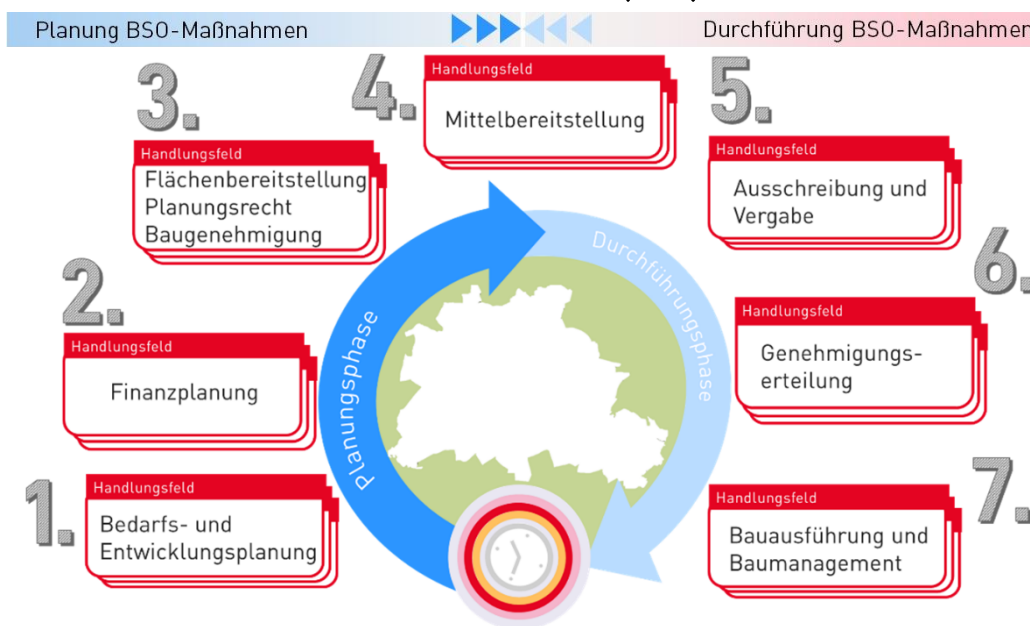 Planung BSO-Maßnahmen
Durchführung BSO-Maßnahmen
3.
Handlungsfeld
Flächenbereitstellung
Planungsrecht
Baugenehmigung
4.
Handlungsfeld
Mittelbereitstellung
5.
Handlungsfeld
Ausschreibung und
Vergabe
2.
Handlungsfeld
Finanzplanung
6.
Handlungsfeld
Genehmigungs-
erteilung
1.
Handlungsfeld
Bedarfs- und
Entwicklungsplanung
7.
Handlungsfeld
Bauausführung und
Baumanagement
Planungsphase
Durchführungsphase